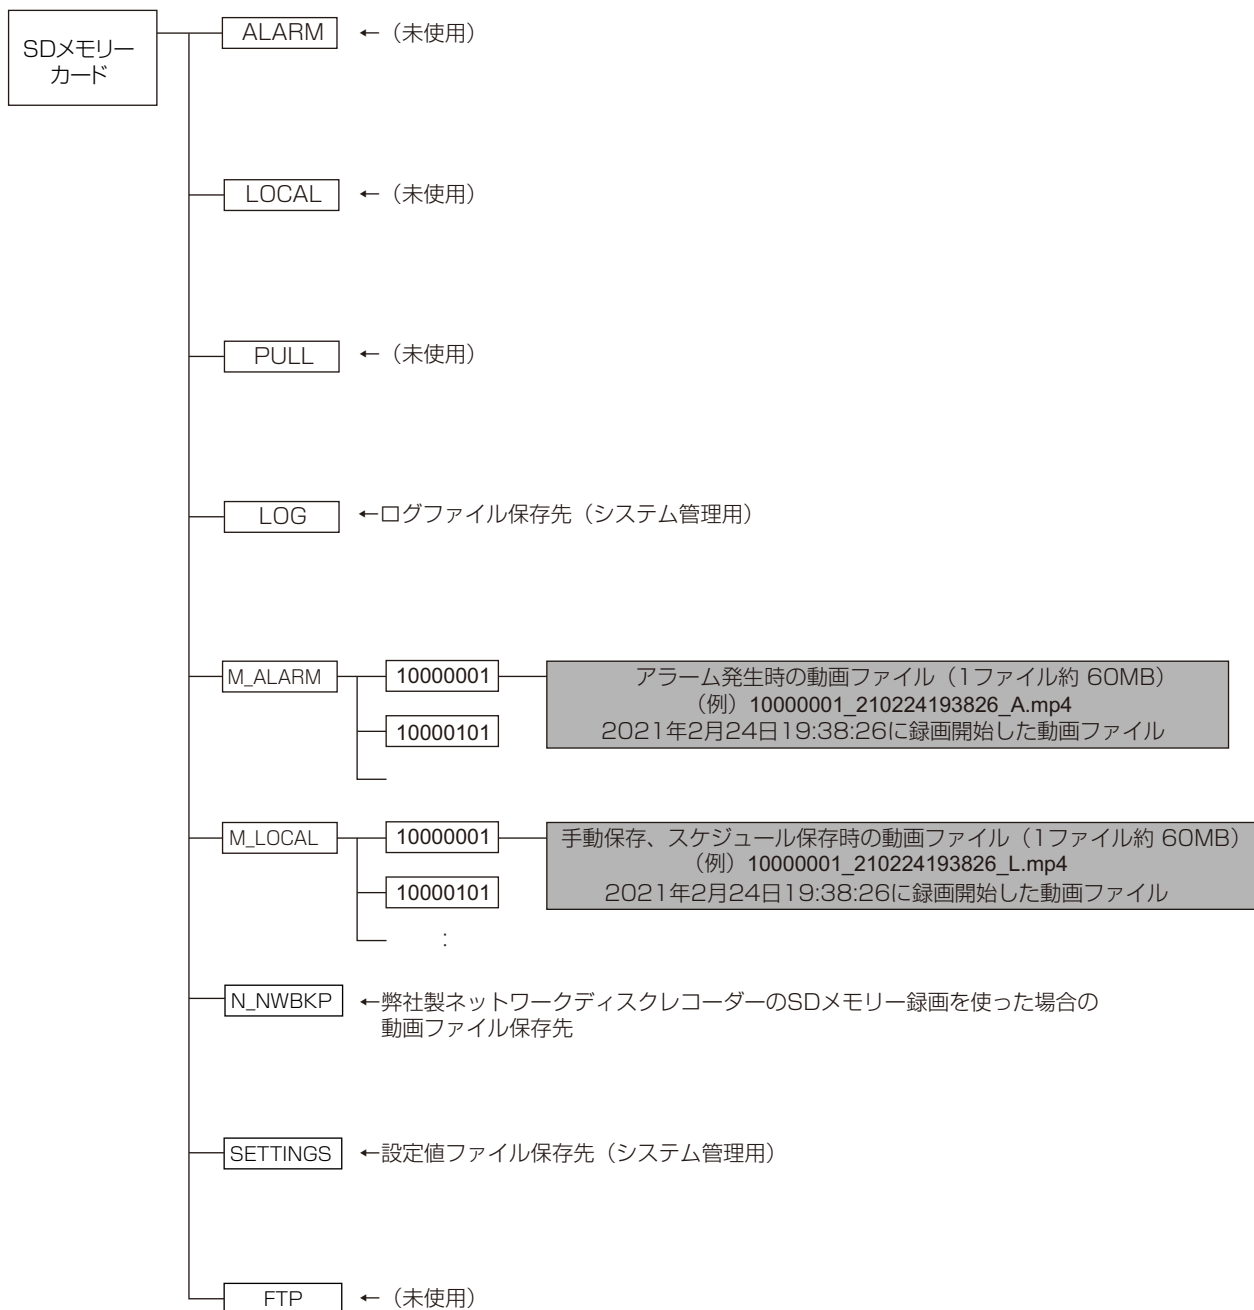 SDメモリー
カード
ALARM ←（未使用）
LOCAL ←（未使用）
PULL ←（未使用）
LOG ←ログファイル保存先（システム管理用）
M_ALARM 10000001 アラーム発生時の動画ファイル（1ファイル約 60MB）
（例）10000001_210224193826_A.mp4
10000101 2021年2月24日19:38:26に録画開始した動画ファイル
M_LOCAL 10000001 手動保存、スケジュール保存時の動画ファイル（1ファイル約 60MB）
（例）10000001_210224193826_L.mp4
10000101 2021年2月24日19:38:26に録画開始した動画ファイル
：
N_NWBKP ←弊社製ネットワークディスクレコーダーのSDメモリー録画を使った場合の
動画ファイル保存先
SETTINGS ←設定値ファイル保存先（システム管理用）
FTP ←（未使用）